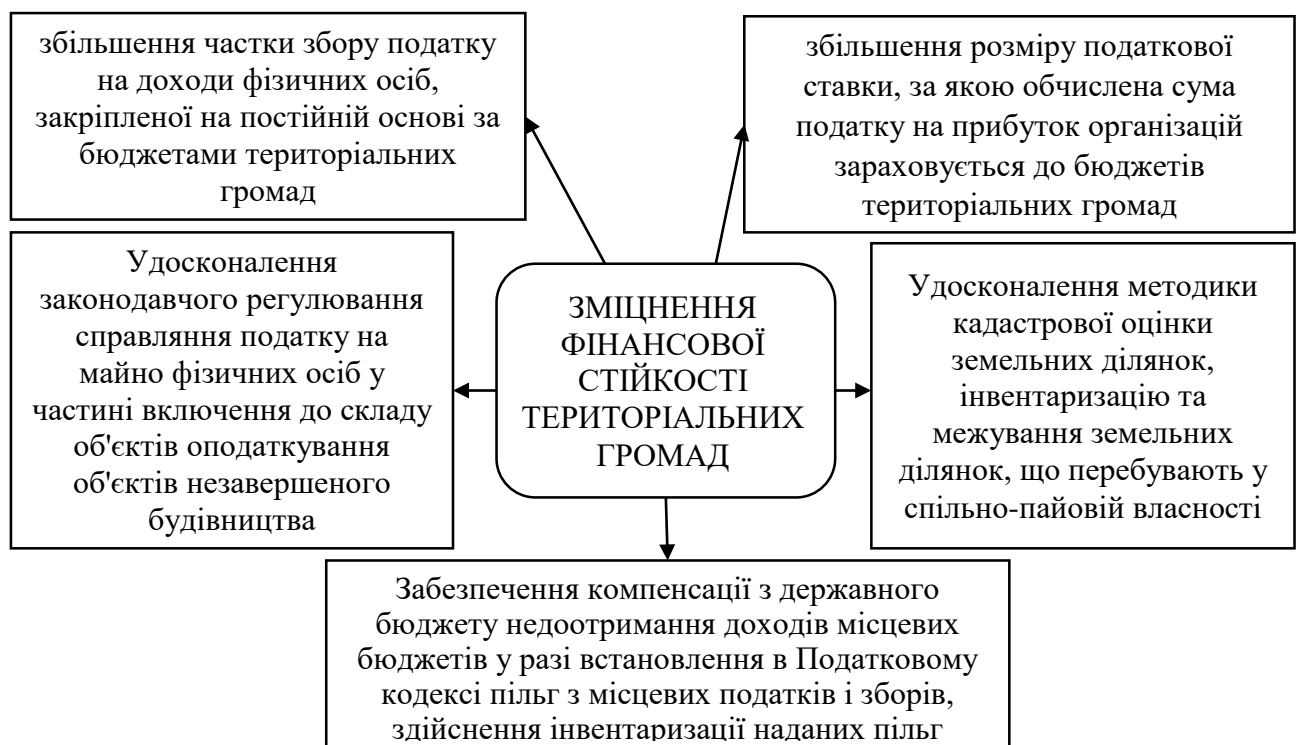 збільшення частки збору податку
на доходи фізичних осіб,
закріпленої на постійній основі за
бюджетами територіальних
громад
збільшення розміру податкової
ставки, за якою обчислена сума
податку на прибуток організацій
зараховується до бюджетів
територіальних громад
Удосконалення
законодавчого регулювання
справляння податку на
майно фізичних осіб у
частині включення до складу
об'єктів оподаткування
об'єктів незавершеного
будівництва
ЗМІЦНЕННЯ
ФІНАНСОВОЇ
СТІЙКОСТІ
ТЕРИТОРІАЛЬНИХ
ГРОМАД
Удосконалення методики
кадастрової оцінки
земельних ділянок,
інвентаризацію та
межування земельних
ділянок, що перебувають у
спільно-пайовій власності
Забезпечення компенсації з державного
бюджету недоотримання доходів місцевих
бюджетів у разі встановлення в Податковому
кодексі пільг з місцевих податків і зборів,
здійснення інвентаризації наданих пільг